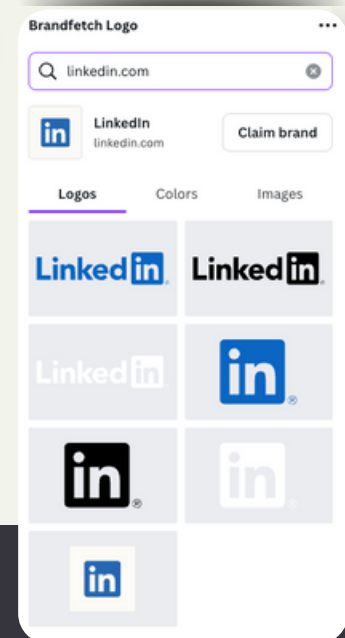 Brandfetch Logo
linkedin.com
LinkedIn
linkedin.com
Claim brand
Logos Colors Images
Linked in Linked in
Linked in in ®
in ® in
in